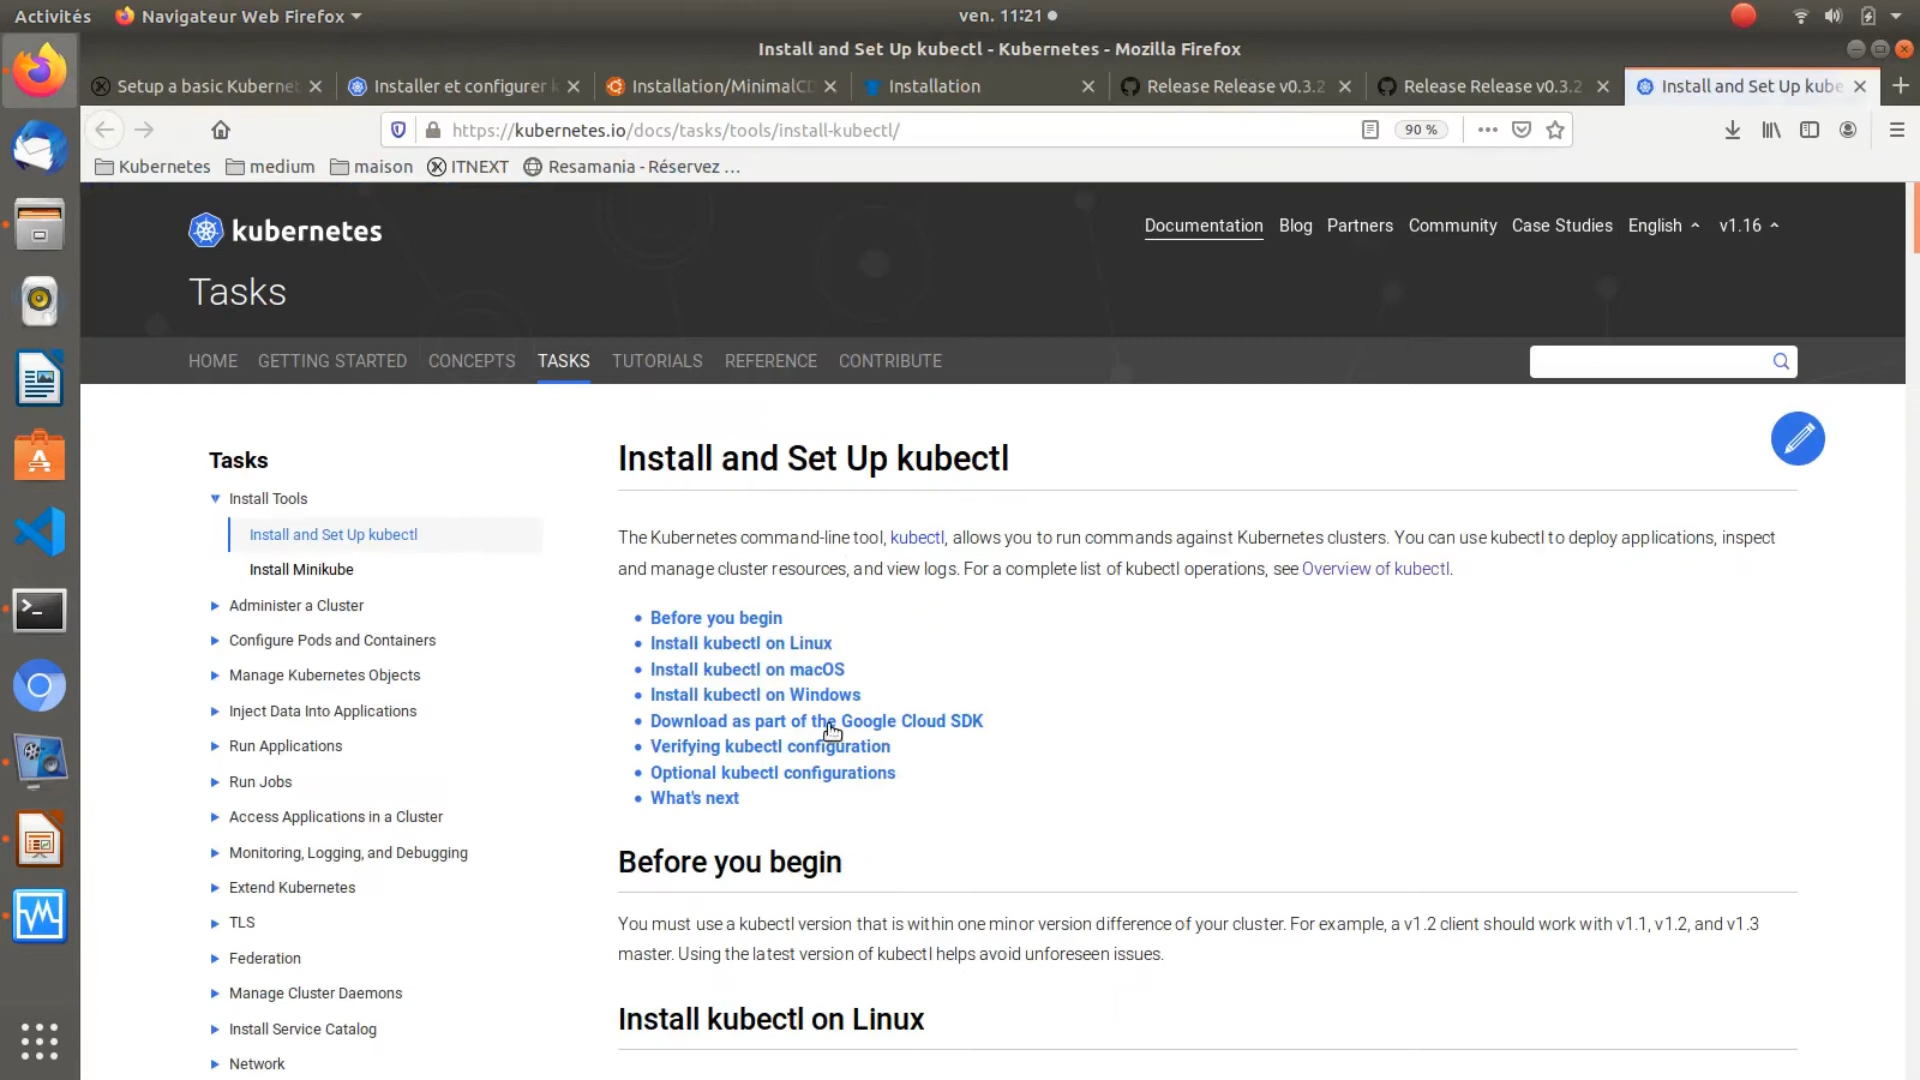 Activités
Navigateur Web Firefox
ven. 11:21
Install and Set Up kubectl - Kubernetes - Mozilla Firefox
Setup a basic Kubernet
Installer et configurer k
Installation/MinimalCD
Installation
Release Release v0.3.2
Release Release v0.3.2
Install and Set Up kube
https://kubernetes.io/docs/tasks/tools/install-kubectl/
90 %
Kubernetes
medium
maison
ITNEXT
Resamania - Réservez ...
kubernetes
Documentation
Blog
Partners
Community
Case Studies
English
v1.16
Tasks
HOME
GETTING STARTED
CONCEPTS
TASKS
TUTORIALS
REFERENCE
CONTRIBUTE
Tasks
Install Tools
Install and Set Up kubectl
Install Minikube
Administer a Cluster
Configure Pods and Containers
Manage Kubernetes Objects
Inject Data Into Applications
Run Applications
Run Jobs
Access Applications in a Cluster
Monitoring, Logging, and Debugging
Extend Kubernetes
TLS
Federation
Manage Cluster Daemons
Install Service Catalog
Network
Install and Set Up kubectl
The Kubernetes command-line tool, kubectl, allows you to run commands against Kubernetes clusters. You can use kubectl to deploy applications, inspect
and manage cluster resources, and view logs. For a complete list of kubectl operations, see Overview of kubectl.
• Before you begin
• Install kubectl on Linux
• Install kubectl on macOS
• Install kubectl on Windows
• Download as part of the Google Cloud SDK
• Verifying kubectl configuration
• Optional kubectl configurations
• What's next
Before you begin
You must use a kubectl version that is within one minor version difference of your cluster. For example, a v1.2 client should work with v1.1, v1.2, and v1.3
master. Using the latest version of kubectl helps avoid unforeseen issues.
Install kubectl on Linux